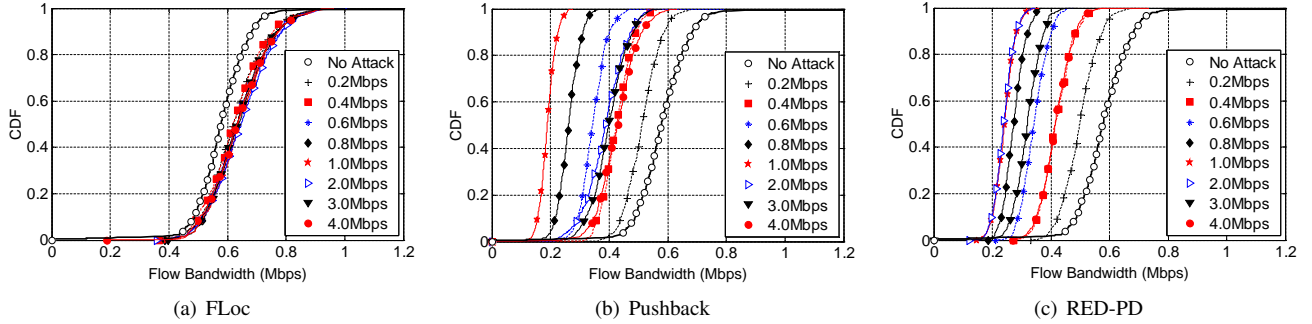 CDF
1
0.8
0.6
0.4
0.2
0
0 0.2 0.4 0.6 0.8 1 1.2
Flow Bandwidth (Mbps)
No Attack
0.2Mbps
0.4Mbps
0.6Mbps
0.8Mbps
1.0Mbps
2.0Mbps
3.0Mbps
4.0Mbps
(a) FLoc
CDF
1
0.8
0.6
0.4
0.2
0
0 0.2 0.4 0.6 0.8 1 1.2
Flow Bandwidth (Mbps)
No Attack
0.2Mbps
0.4Mbps
0.6Mbps
0.8Mbps
1.0Mbps
2.0Mbps
3.0Mbps
4.0Mbps
(b) Pushback
CDF
1
0.8
0.6
0.4
0.2
0
0 0.2 0.4 0.6 0.8 1 1.2
Flow Bandwidth (Mbps)
No Attack
0.2Mbps
0.4Mbps
0.6Mbps
0.8Mbps
1.0Mbps
2.0Mbps
3.0Mbps
4.0Mbps
(c) RED-PD